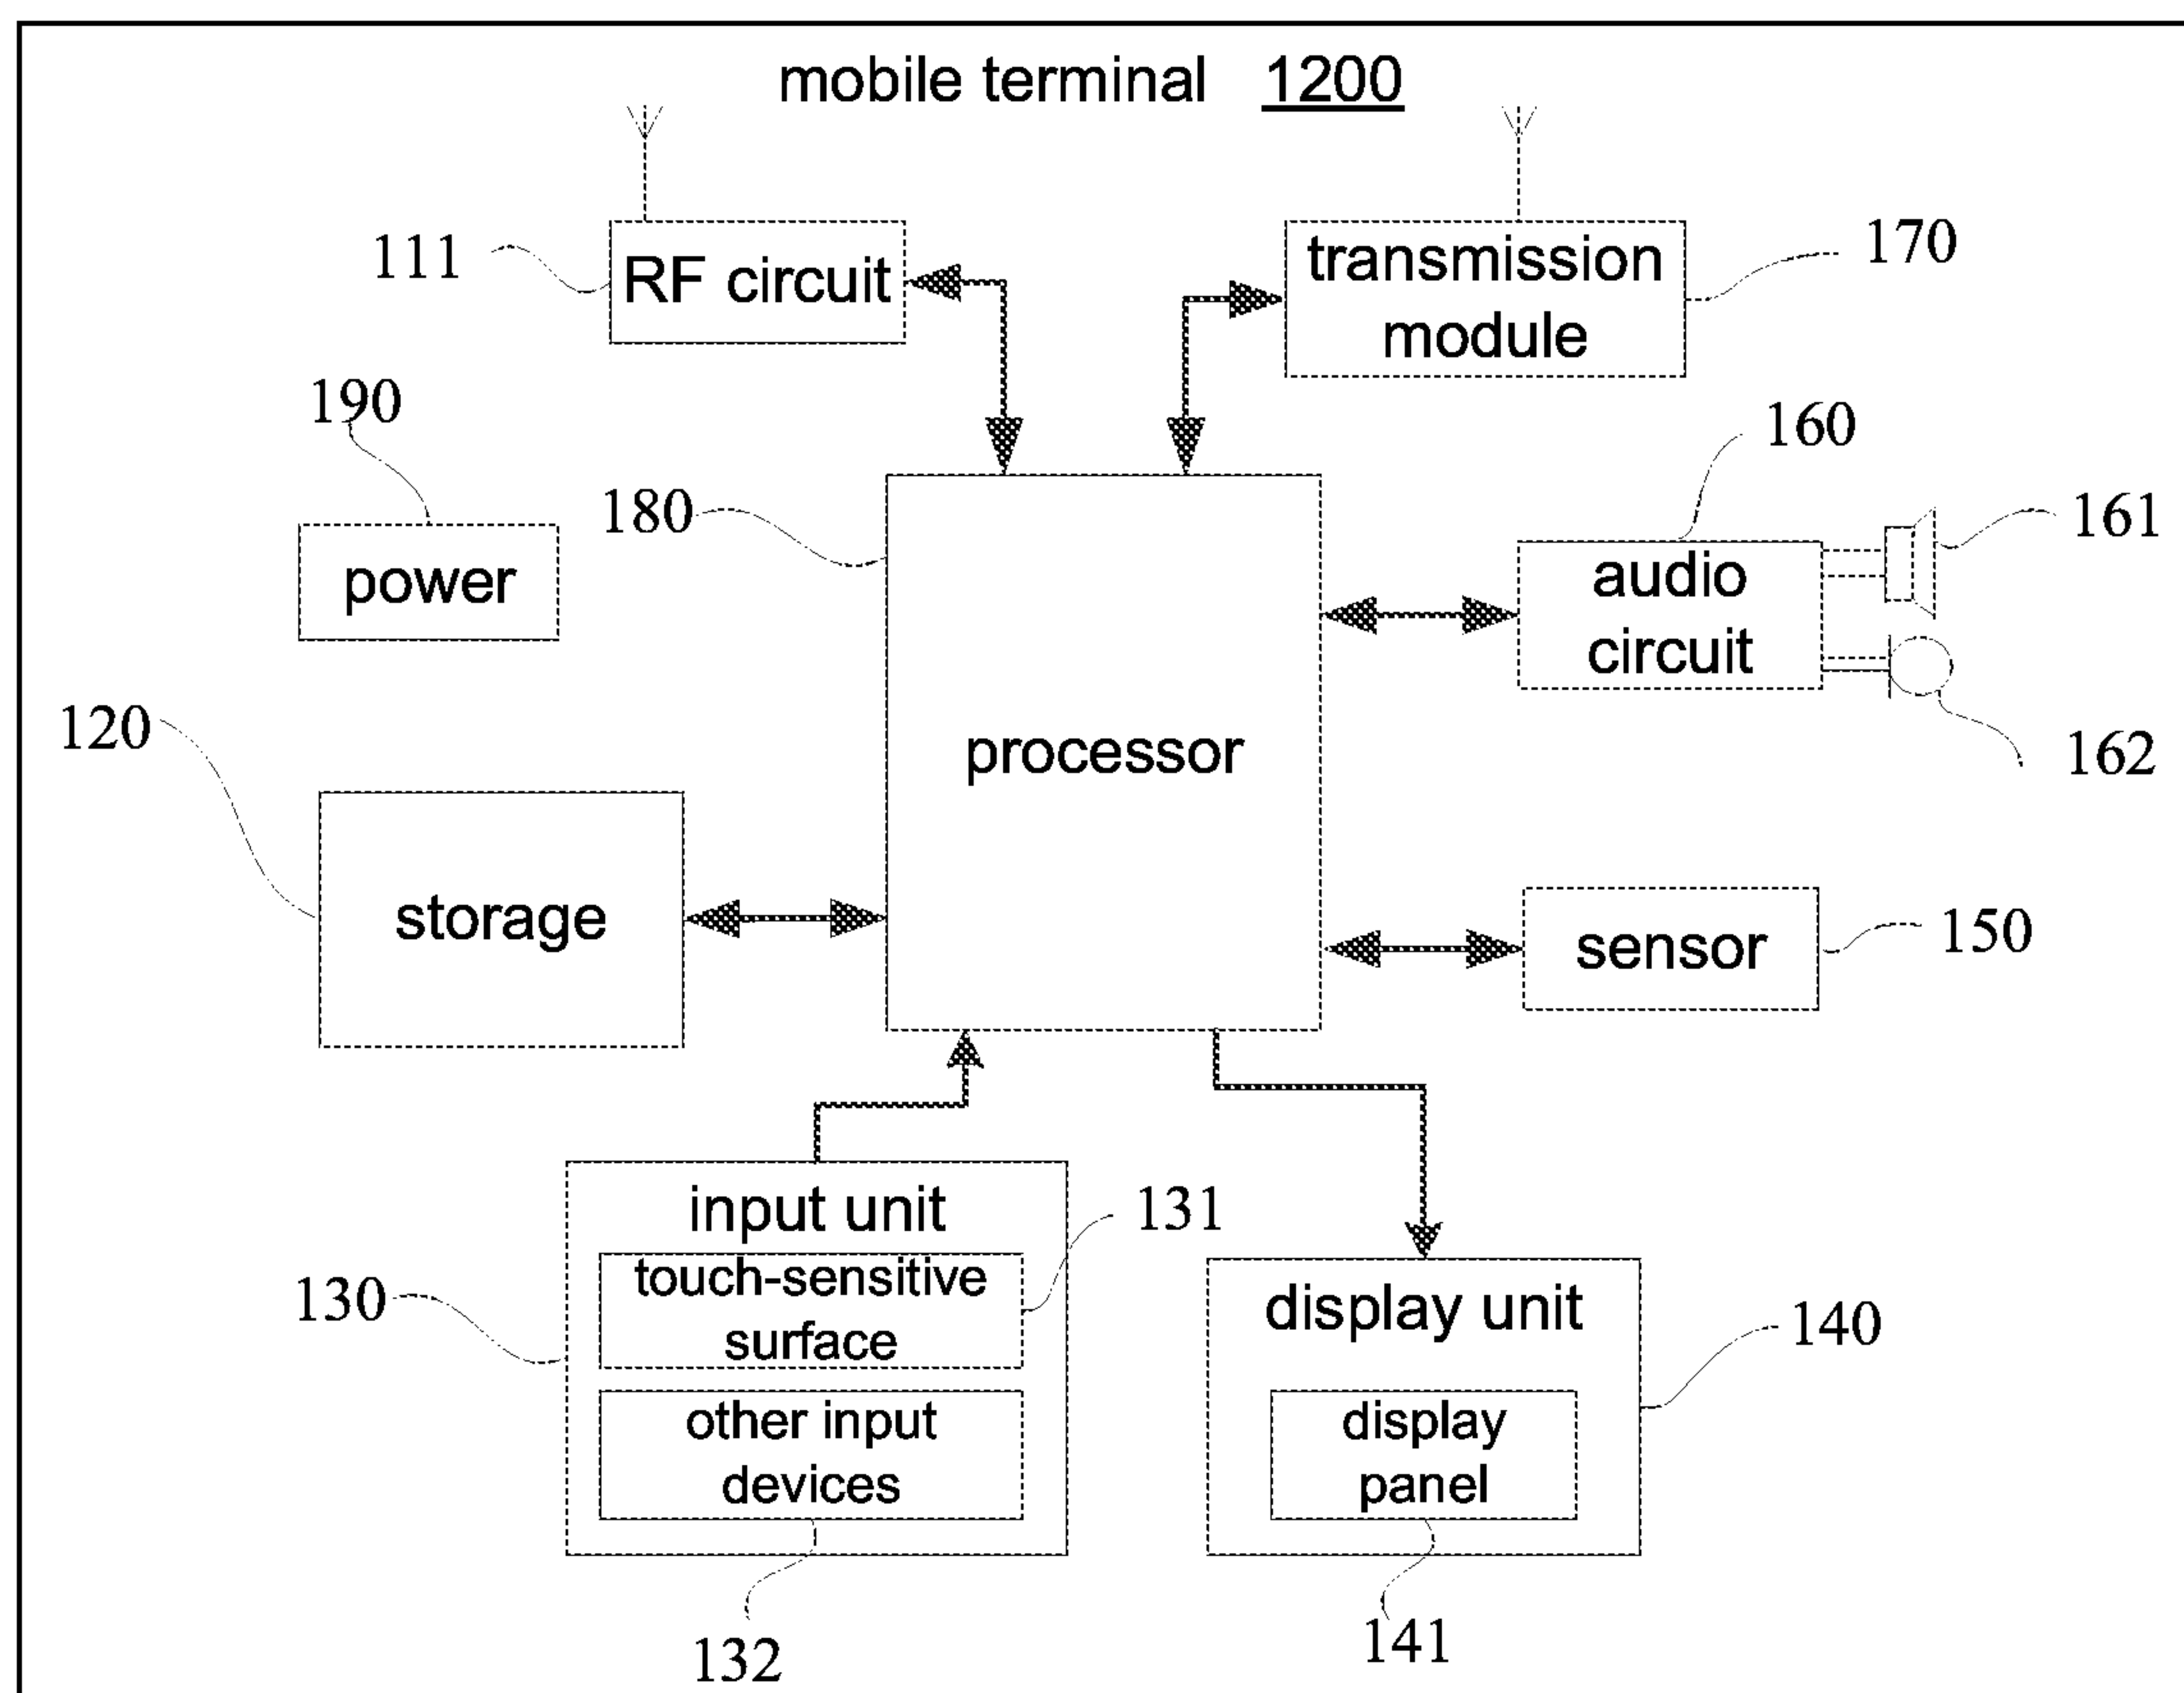 mobile terminal 1200
111
RF circuit
transmission
module
170
190
160
180
161
power
audio
circuit
120
162
processor
storage
sensor
150
input unit
131
touch-sensitive
surface
130
display unit
140
other input
devices
display
panel
132
141